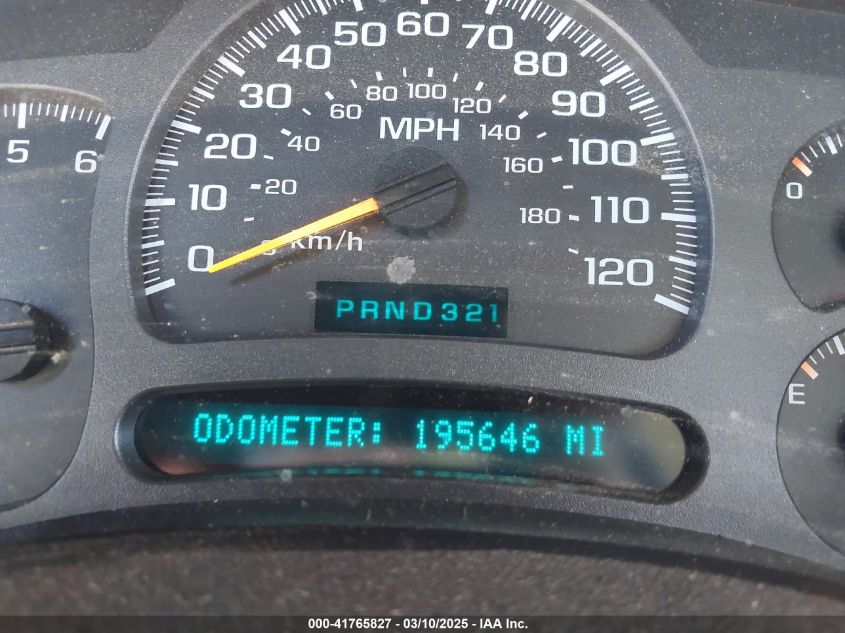 60
50 70
40 80
80 100
60 120
30 90
MPH
20 40 140 100
5 6 160
20
10 180 110 0
0 km/h 120
PRND321
E
ODOMETER: 195646 MI
000-41765827 - 03/10/2025 - IAA Inc.